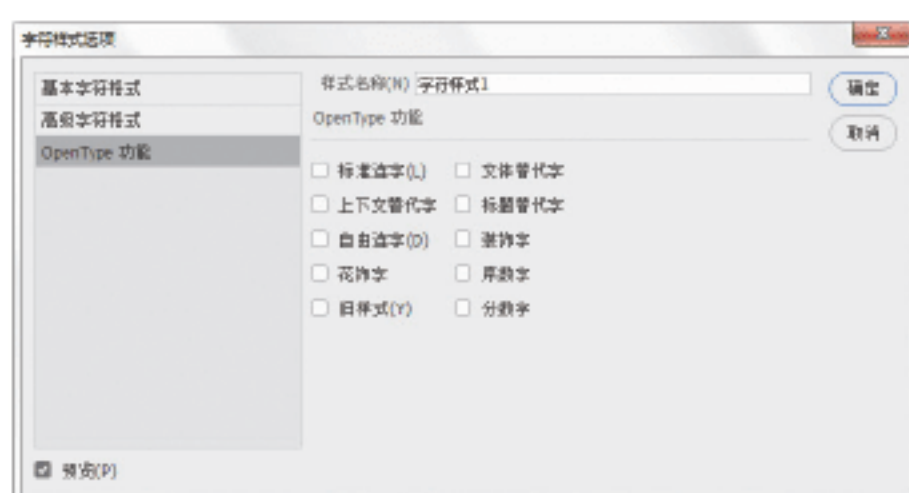 字符样式选项
基本字符格式
高级字符格式
OpenType 功能
样式名称(N) 字符样式1
OpenType 功能
标准连字(L) 文体替代字
上下文替代字 标题替代字
自由连字(D) 装饰字
花饰字 序数字
旧样式(Y) 分数字
确定
取消
预览(P)